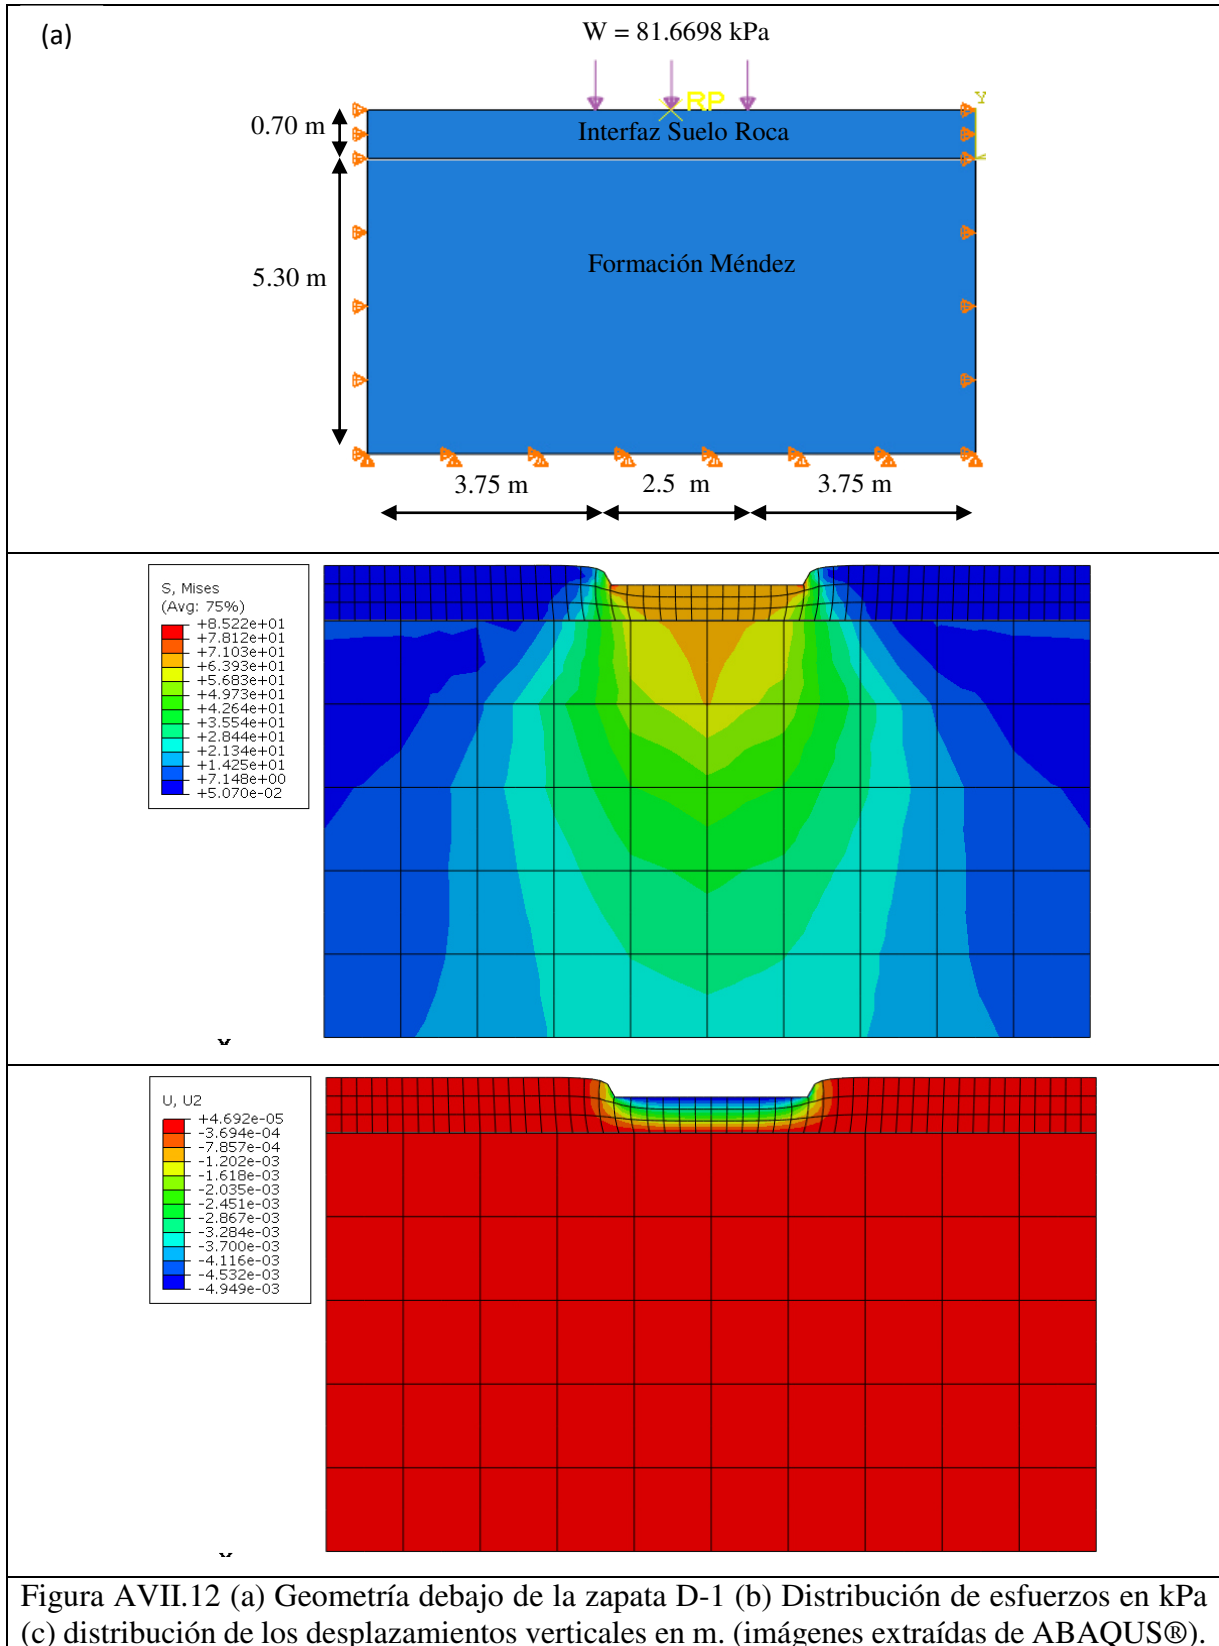 (a)
W = 81.6698 kPa
RP
Y
0.70 m
Interfaz Suelo Roca
5.30 m
Formación Méndez
3.75 m
2.5 m
3.75 m
S, Mises
(Avg: 75%)
+8.522e+01
+7.812e+01
+7.103e+01
+6.393e+01
+5.683e+01
+4.973e+01
+4.264e+01
+3.554e+01
+2.844e+01
+2.134e+01
+1.425e+01
+7.148e+00
+5.070e-02
U, U2
+4.692e-05
-3.694e-04
-7.857e-04
-1.202e-03
-1.618e-03
-2.035e-03
-2.451e-03
-2.867e-03
-3.284e-03
-3.700e-03
-4.116e-03
-4.532e-03
-4.949e-03
Figura AVII.12 (a) Geometría debajo de la zapata D-1 (b) Distribución de esfuerzos en kPa
(c) distribución de los desplazamientos verticales en m. (imágenes extraídas de ABAQUS®).